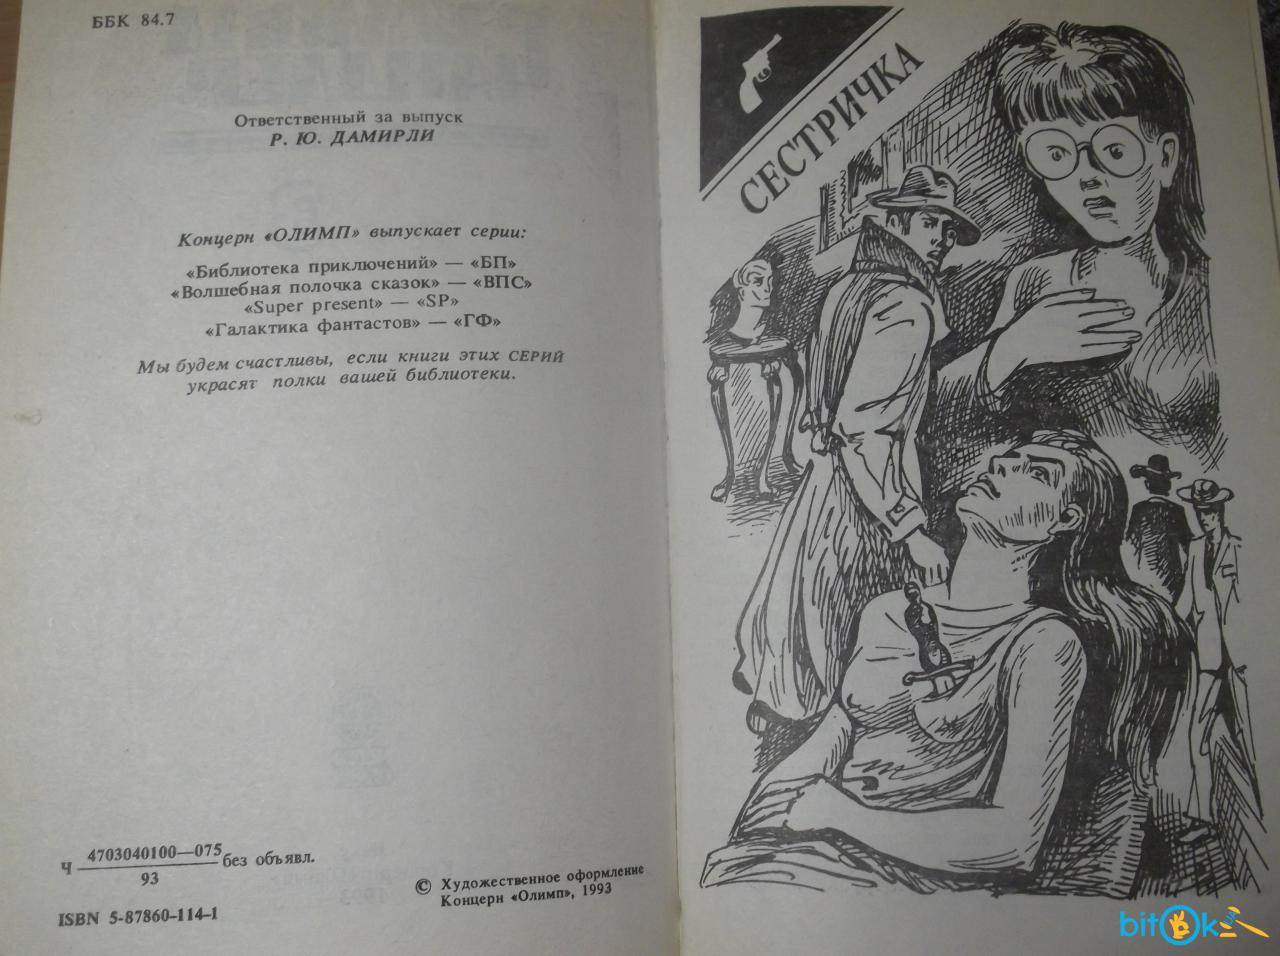 ББК 84.7
Ответственный за выпуск
Р. Ю. ДАМИРЛИ
Концерн «ОЛИМП» выпускает серии:
«Библиотека приключений» — «БП»
«Волшебная полочка сказок» — «ВПС»
«Super present» — «SP»
«Галактика фантастов» — «ГФ»
Мы будем счастливы, если книги этих СЕРИЙ
украсят полки вашей библиотеки.
Ч 4703040100—075 без объявл.
93
© Художественное оформление
Концерн «Олимп», 1993
ISBN 5-87860-114-1
СЕСТРИЧКА
bitok